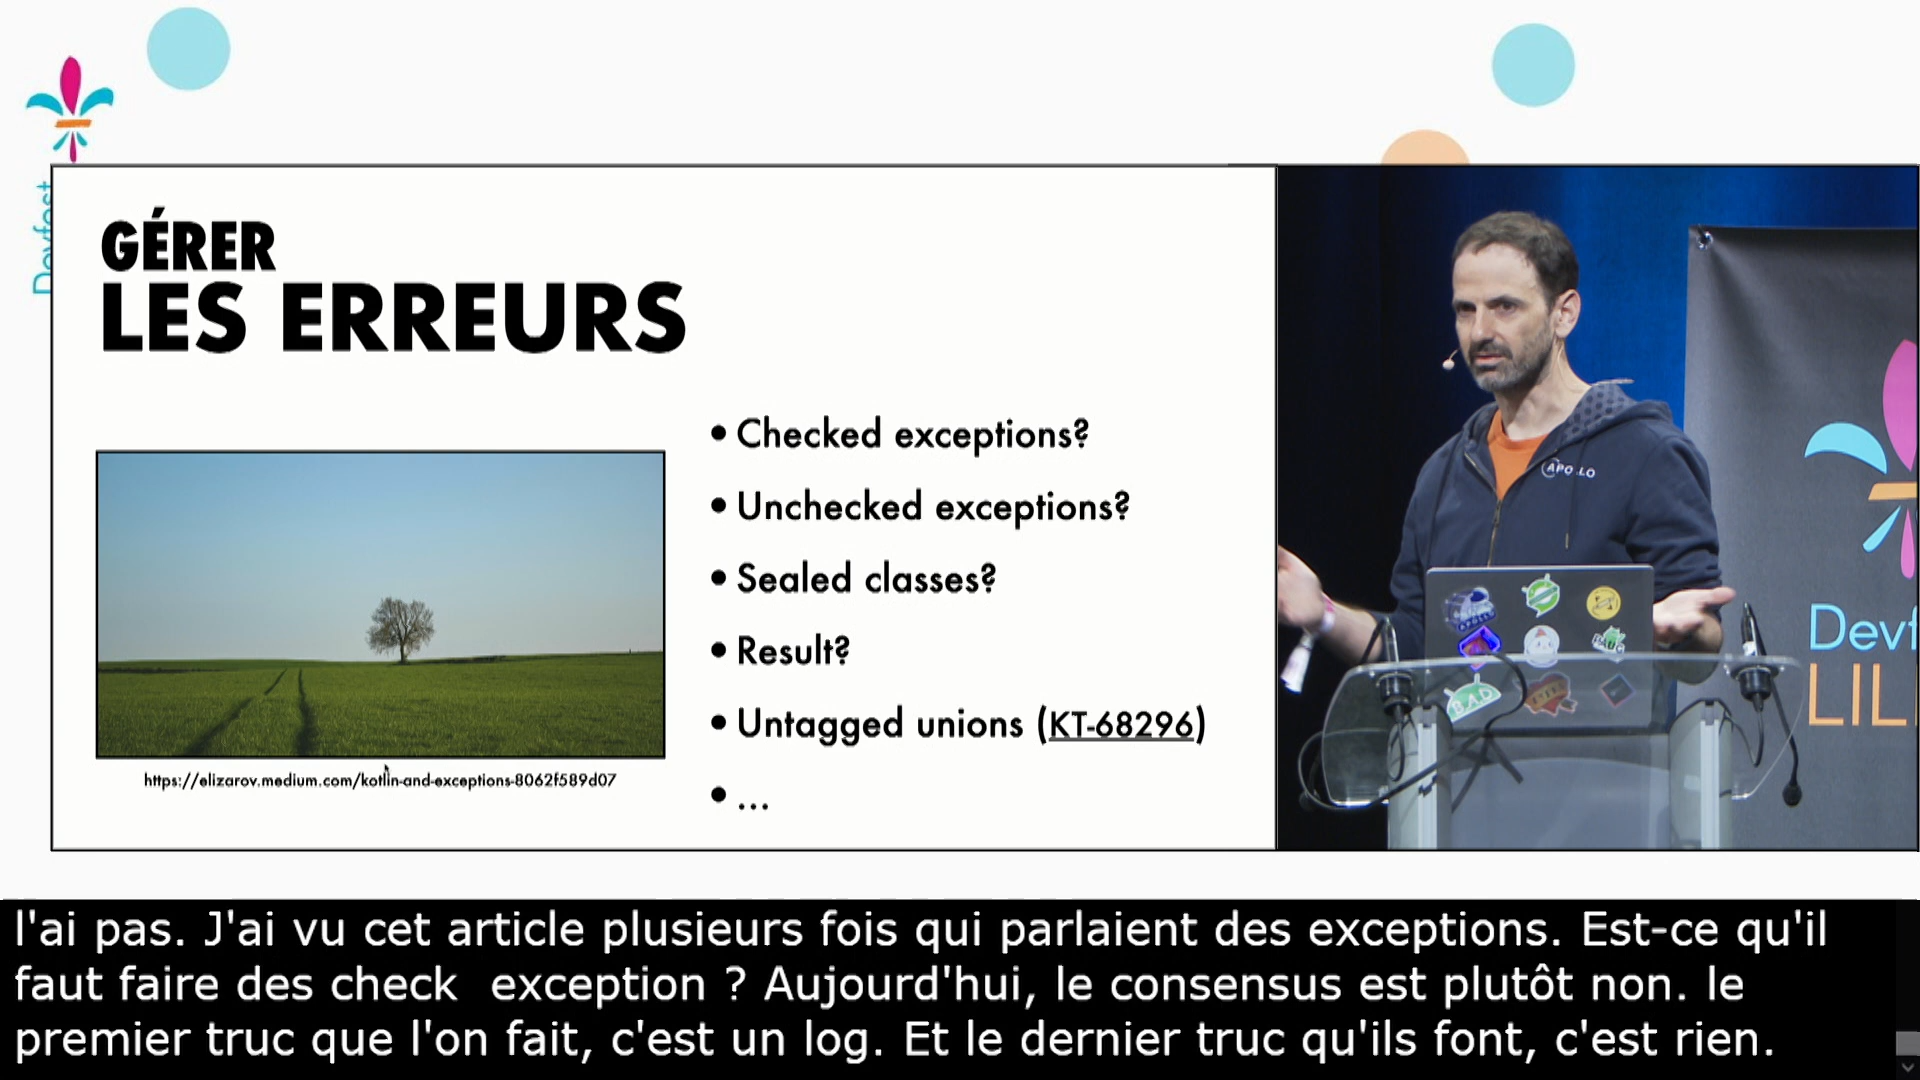 Devfest
GÉRER
LES ERREURS
• Checked exceptions?
• Unchecked exceptions?
• Sealed classes?
• Result?
• Untagged unions (KT-68296)
• ...
https://elizarov.medium.com/kotlin-and-exceptions-8062f589d07
APOLLO
BAD
Devf
LIL
l'ai pas. J'ai vu cet article plusieurs fois qui parlaient des exceptions. Est-ce qu'il
faut faire des check  exception ? Aujourd'hui, le consensus est plutôt non. le
premier truc que l'on fait, c'est un log. Et le dernier truc qu'ils font, c'est rien.